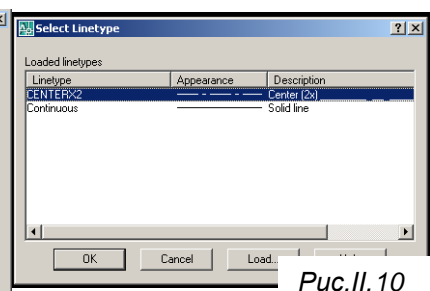 Select Linetype
Loaded linetypes
Linetype Appearance Description
CENTERX2 Center (2x)
Continuous Solid line
OK Cancel Load...
Рис.II.10